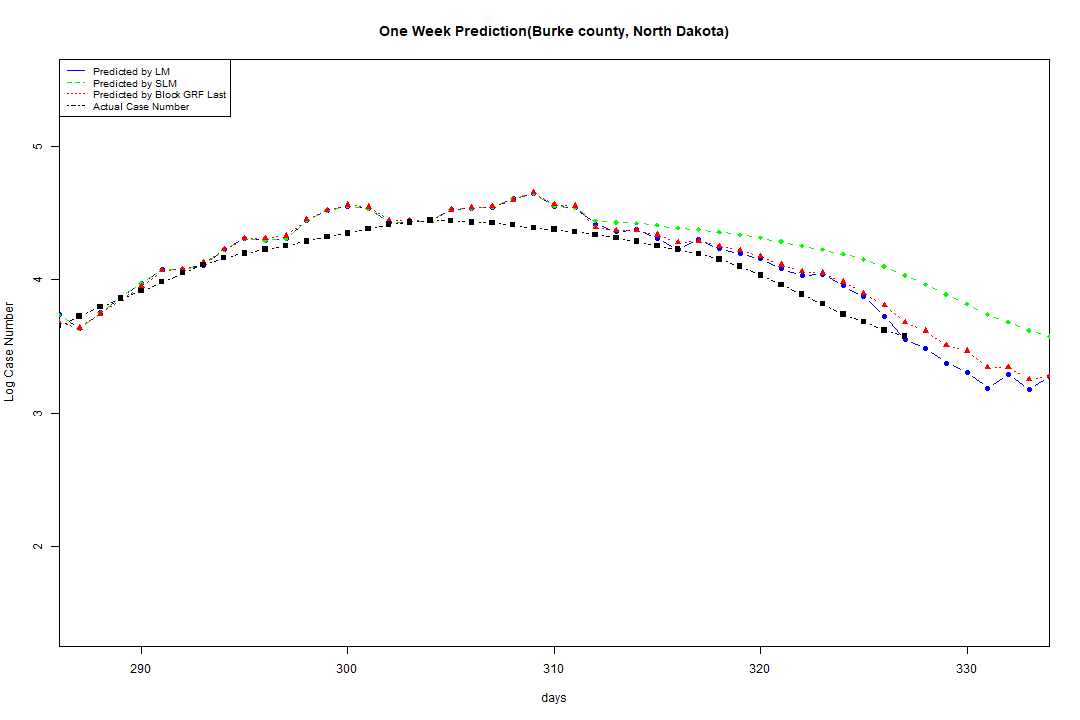 One Week Prediction(Burke county, North Dakota)
Predicted by LM
Predicted by SLM
Predicted by Block GRF Last
Actual Case Number
5
4
3
2
Log Case Number
290 300 310 320 330
days